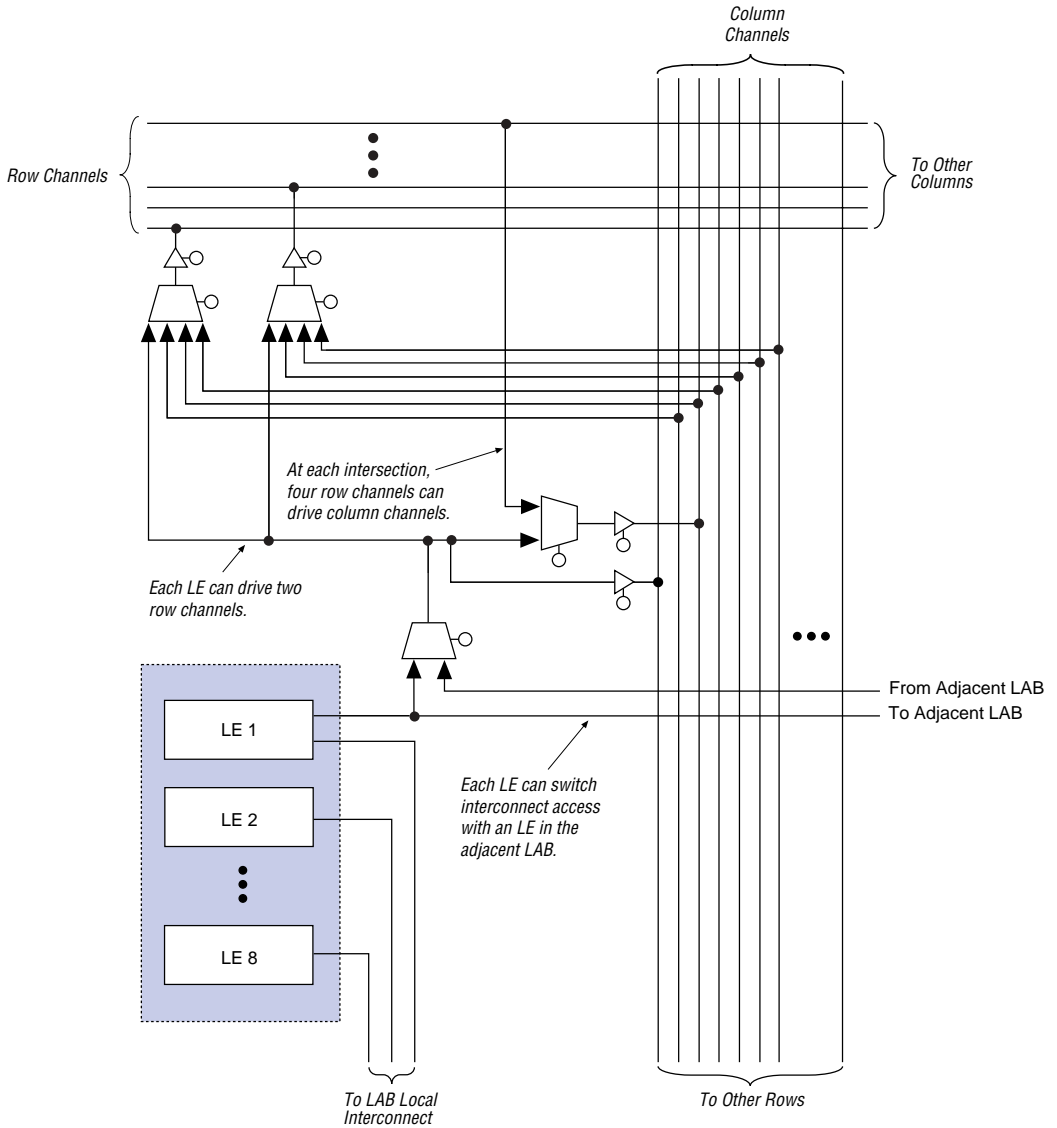 Column
Channels
Row Channels
To Other
Columns
At each intersection,
four row channels can
drive column channels.
Each LE can drive two
row channels.
From Adjacent LAB
To Adjacent LAB
LE 1
Each LE can switch
interconnect access
with an LE in the
adjacent LAB.
LE 2
LE 8
To LAB Local
Interconnect
To Other Rows